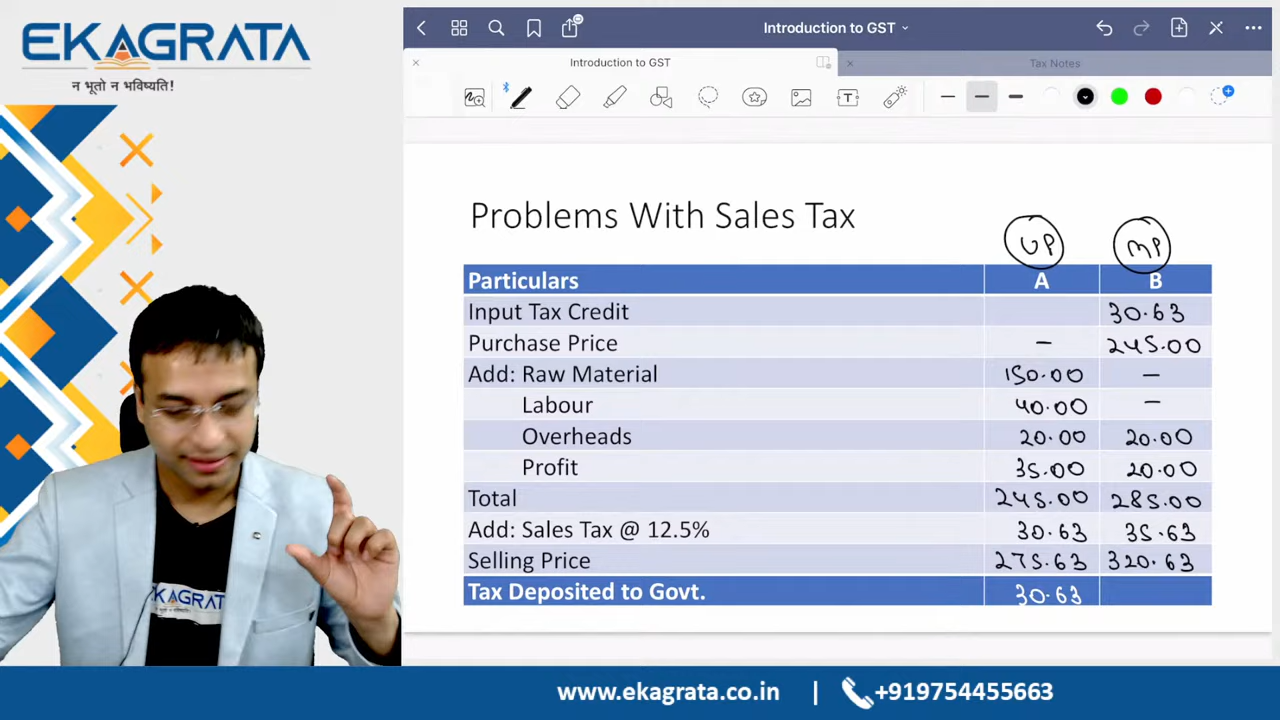 EKAGRATA
न भूतो न भविष्यति!
Introduction to GST
Introduction to GST
Tax Notes
Problems With Sales Tax
UP MP
Particulars A B
Input Tax Credit 30.63
Purchase Price - 245.00
Add: Raw Material 150.00 -
Labour 40.00 -
Overheads 20.00 20.00
Profit 35.00 20.00
Total 245.00 285.00
Add: Sales Tax @ 12.5% 30.63 35.63
Selling Price 275.63 320.63
Tax Deposited to Govt. 30.63
EKAGRATA
www.ekagrata.co.in | +919754455663